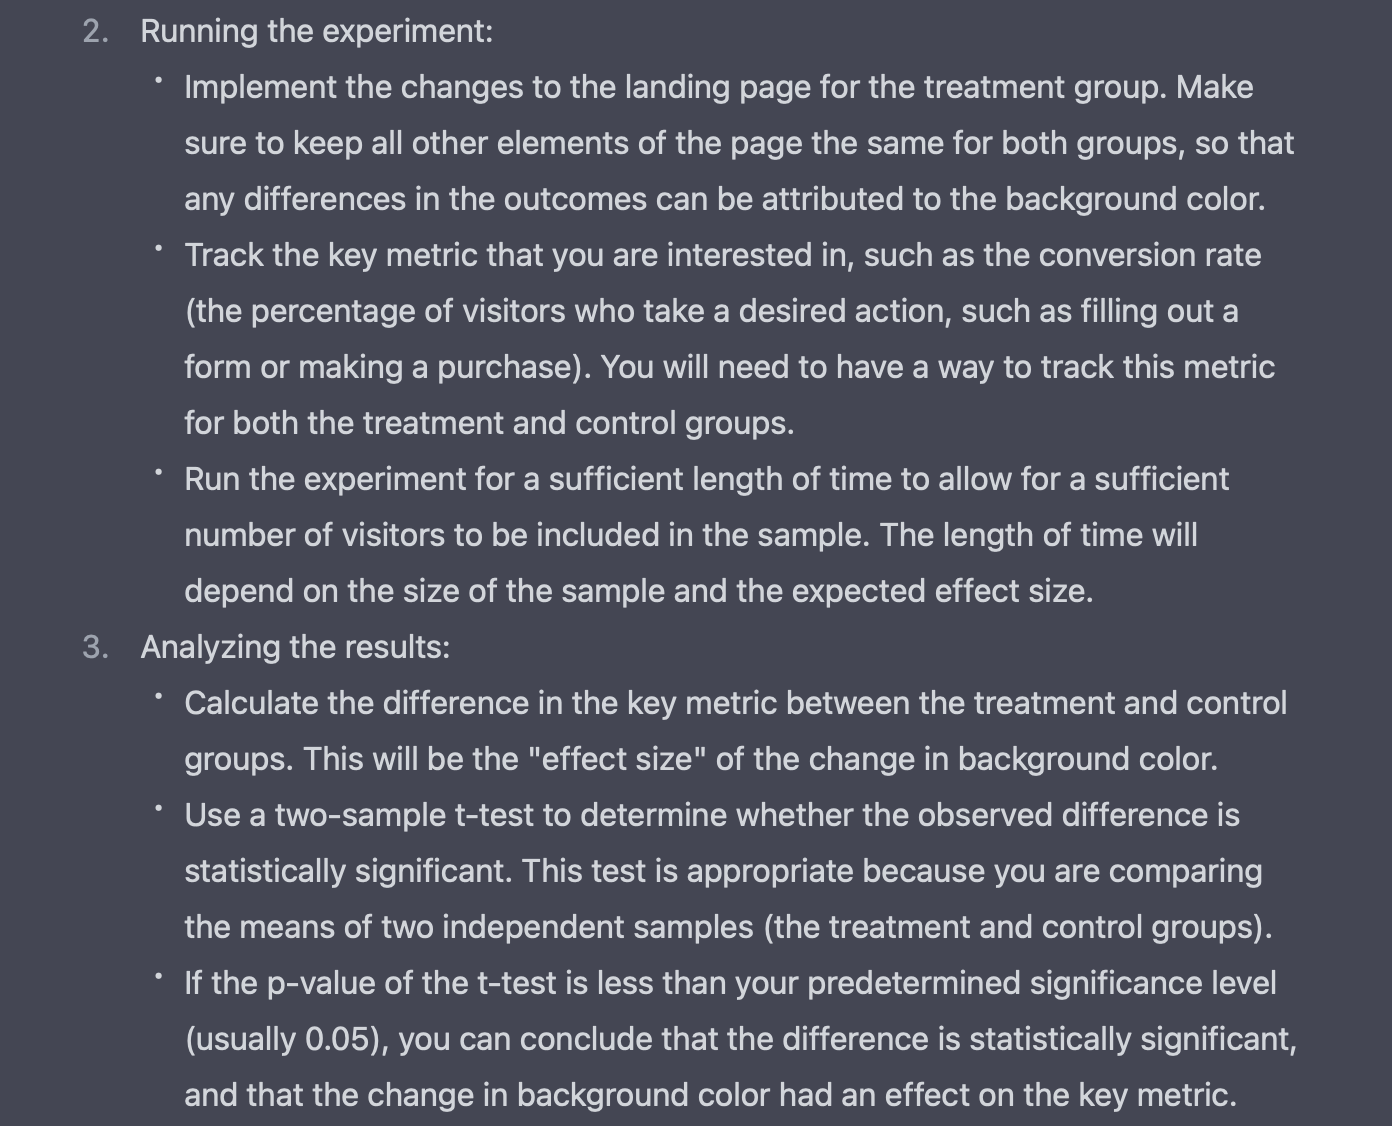 2. Running the experiment:
• Implement the changes to the landing page for the treatment group. Make
sure to keep all other elements of the page the same for both groups, so that
any differences in the outcomes can be attributed to the background color.
• Track the key metric that you are interested in, such as the conversion rate
(the percentage of visitors who take a desired action, such as filling out a
form or making a purchase). You will need to have a way to track this metric
for both the treatment and control groups.
• Run the experiment for a sufficient length of time to allow for a sufficient
number of visitors to be included in the sample. The length of time will
depend on the size of the sample and the expected effect size.
3. Analyzing the results:
• Calculate the difference in the key metric between the treatment and control
groups. This will be the "effect size" of the change in background color.
• Use a two-sample t-test to determine whether the observed difference is
statistically significant. This test is appropriate because you are comparing
the means of two independent samples (the treatment and control groups).
• If the p-value of the t-test is less than your predetermined significance level
(usually 0.05), you can conclude that the difference is statistically significant,
and that the change in background color had an effect on the key metric.